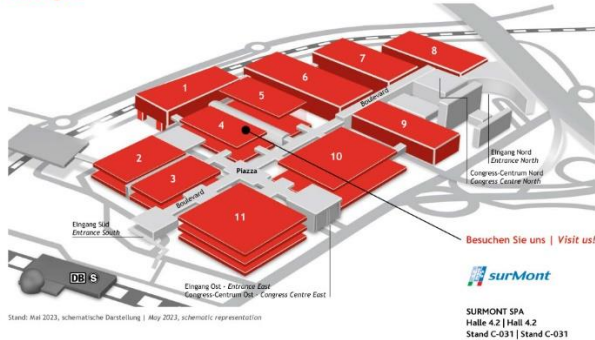 8
7
6
1
5
4
9
2
3
10
11
Boulevard
Piazza
Boulevard
Eingang Nord
Entrance North
Congress-Centrum Nord
Congress Centre North
Eingang Süd
Entrance South
Besuchen Sie uns | Visit us!
DB S
surMont
Eingang Ost - Entrance East
Congress-Centrum Ost - Congress Centre East
Stand: Mai 2023, schematische Darstellung | May 2023, schematic representation
SURMONT SPA
Halle 4.2 | Hall 4.2
Stand C-031 | Stand C-031